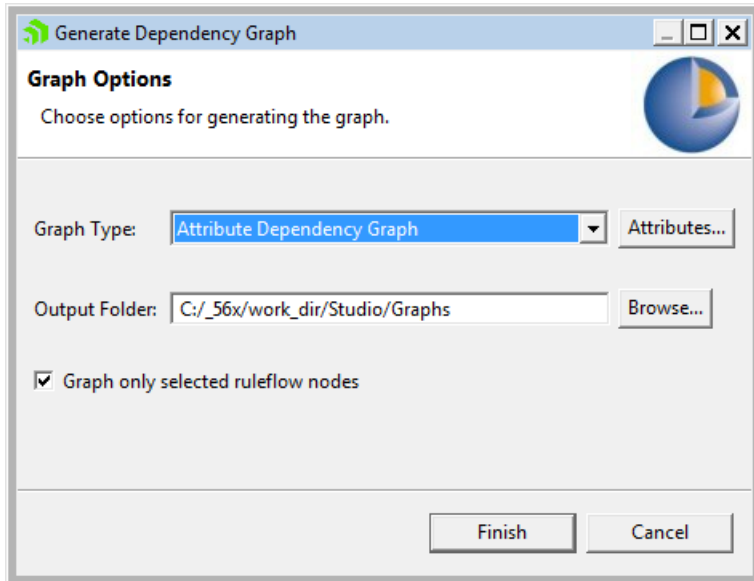 Generate Dependency Graph
Graph Options
Choose options for generating the graph.
Graph Type: Attribute Dependency Graph Attributes...
Output Folder: C:/_56x/work_dir/Studio/Graphs Browse...
Graph only selected ruleflow nodes
Finish Cancel